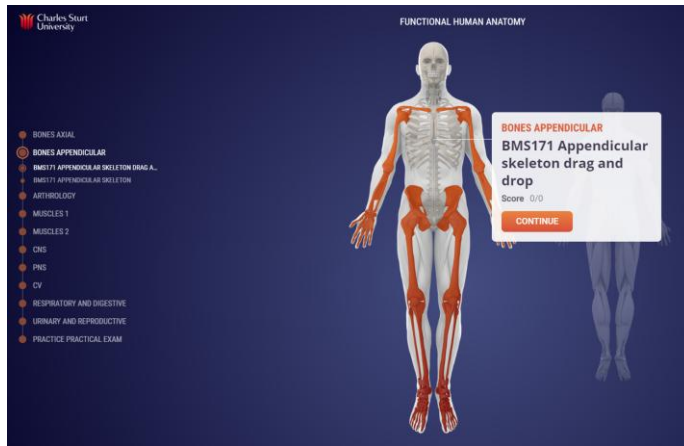 Charles Sturt
University
FUNCTIONAL HUMAN ANATOMY
BONES AXIAL
BONES APPENDICULAR
BMS171 APPENDICULAR SKELETON DRAG A...
BMS171 APPENDICULAR SKELETON
ARTHROLOGY
MUSCLES 1
MUSCLES 2
CNS
PNS
CV
RESPIRATORY AND DIGESTIVE
URINARY AND REPRODUCTIVE
PRACTICE PRACTICAL EXAM
BONES APPENDICULAR
BMS171 Appendicular
skeleton drag and
drop
Score 0/0
CONTINUE